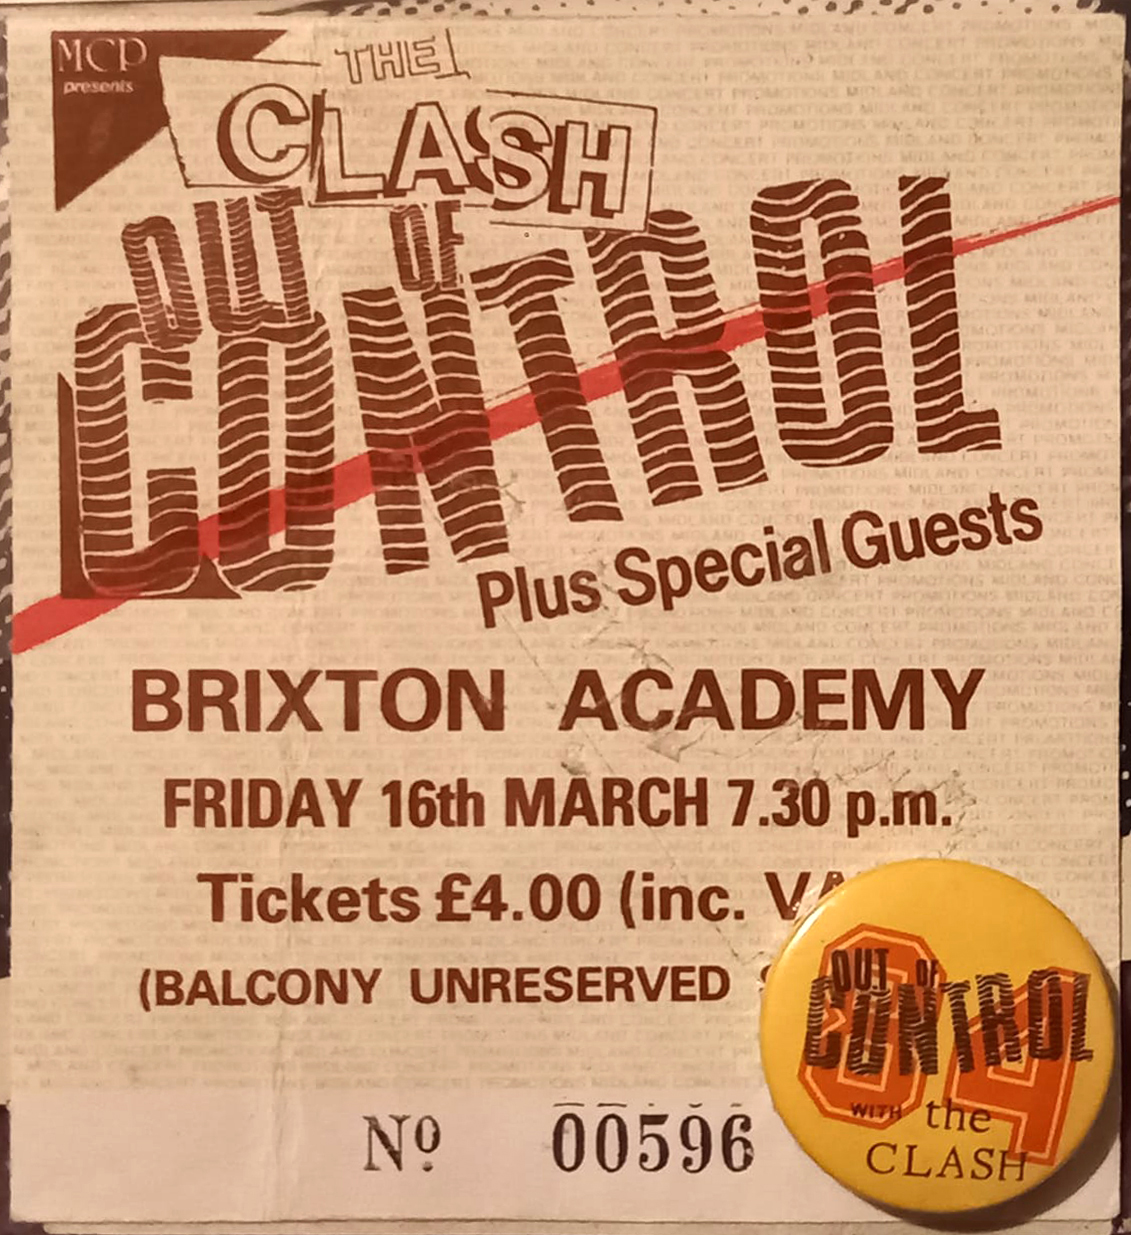 MCP
presents
THE
CLASH
OUT OF
CONTROL
Plus Special Guests
BRIXTON ACADEMY
FRIDAY 16th MARCH 7.30 p.m.
Tickets £4.00 (inc.
(BALCONY UNRESERVED
Nº 00596
84
OUT OF
CONTROL
WITH the
CLASH